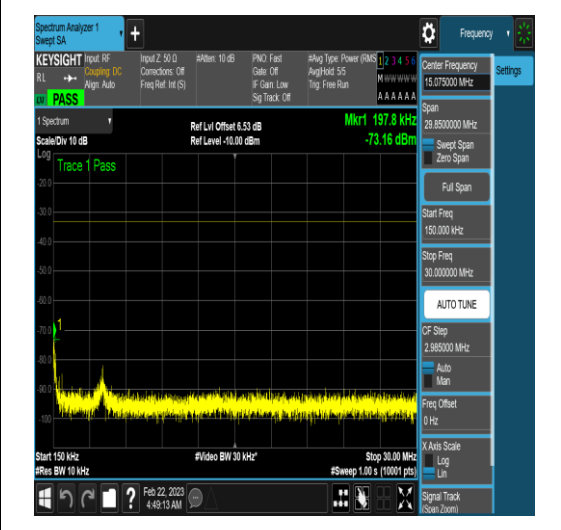 Spectrum Analyzer 1
Swept SA
Frequency
KEYSIGHT
RL
PASS
Input: RF
Coupling: DC
Align: Auto
Input Z: 50 Ω
Corrections: Off
Freq Ref: Int (S)
#Atten: 10 dB
PNO: Fast
Gate: Off
IF Gain: Low
Sig Track: Off
#Avg Type: Power (RMS
Avg|Hold: 5/5
Trig: Free Run
1 2 3 4 5 6
M W W W W W
A A A A A A
1 Spectrum
Scale/Div 10 dB
Ref Lvl Offset 6.53 dB
Ref Level -10.00 dBm
Mkr1 197.8 kHz
-73.16 dBm
Log
Trace 1 Pass
-20.0
-30.0
-40.0
-50.0
-60.0
-70.0
-80.0
-90.0
-100
1
Start 150 kHz
#Res BW 10 kHz
#Video BW 30 kHz*
Stop 30.00 MHz
#Sweep 1.00 s (10001 pts)
Feb 22, 2023
4:49:13 AM
Center Frequency
15.075000 MHz
Settings
Span
29.8500000 MHz
Swept Span
Zero Span
Full Span
Start Freq
150.000 kHz
Stop Freq
30.000000 MHz
AUTO TUNE
CF Step
2.985000 MHz
Auto
Man
Freq Offset
0 Hz
X Axis Scale
Log
Lin
Signal Track
(Span Zoom)